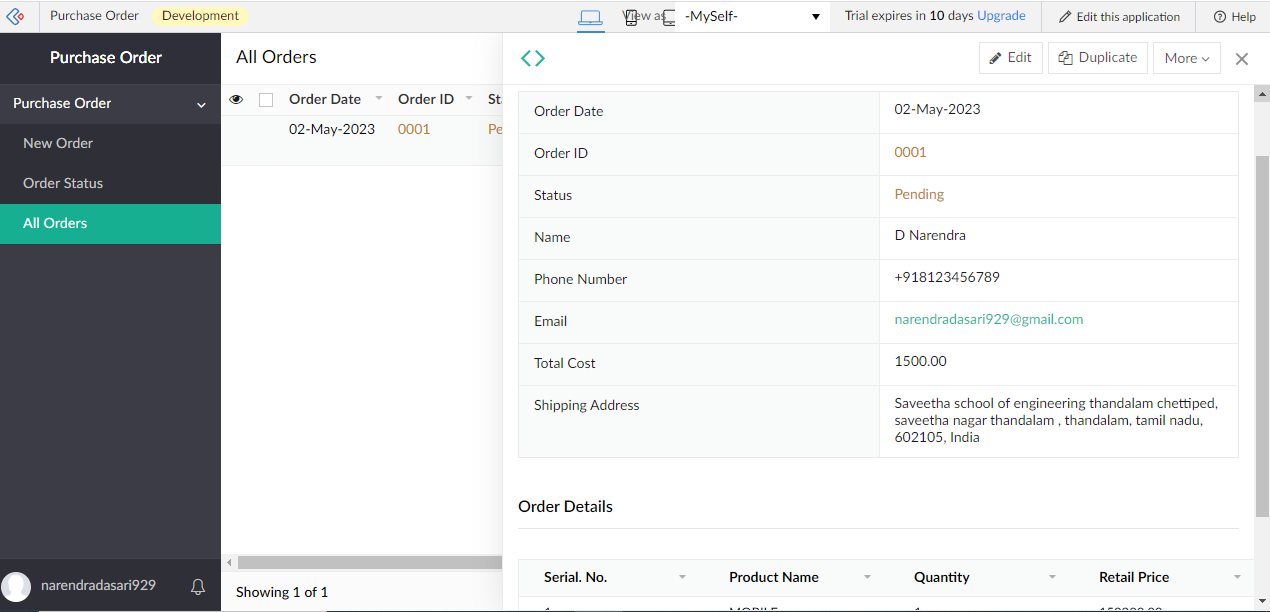 Purchase Order Development View as -MySelf- Trial expires in 10 days Upgrade Edit this application Help
Purchase Order
Purchase Order
New Order
Order Status
All Orders
narendradasari929
All Orders
Order Date Order ID St
02-May-2023 0001 Pe
Showing 1 of 1
Edit Duplicate More
Order Date 02-May-2023
Order ID 0001
Status Pending
Name D Narendra
Phone Number +918123456789
Email narendradasari929@gmail.com
Total Cost 1500.00
Shipping Address Saveetha school of engineering thandalam chettiped,
saveetha nagar thandalam , thandalam, tamil nadu,
602105, India
Order Details
Serial. No. Product Name Quantity Retail Price
MOBILE